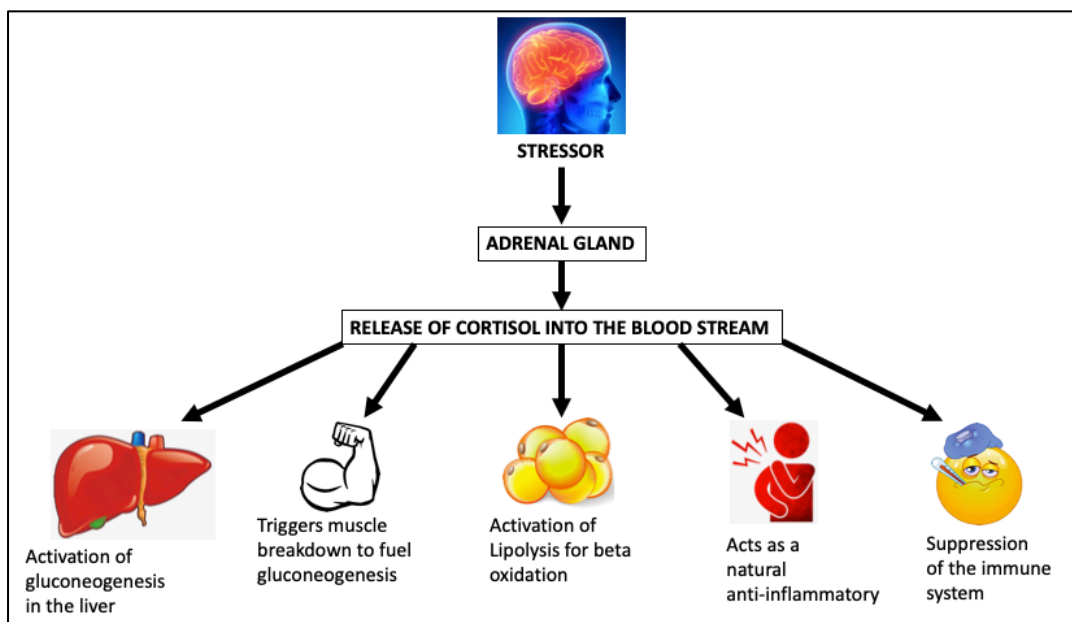 STRESSOR
ADRENAL GLAND
RELEASE OF CORTISOL INTO THE BLOOD STREAM
Activation of
gluconeogenesis
in the liver
Triggers muscle
breakdown to fuel
gluconeogenesis
Activation of
Lipolysis for beta
oxidation
Acts as a
natural
anti-inflammatory
Suppression
of the immune
system